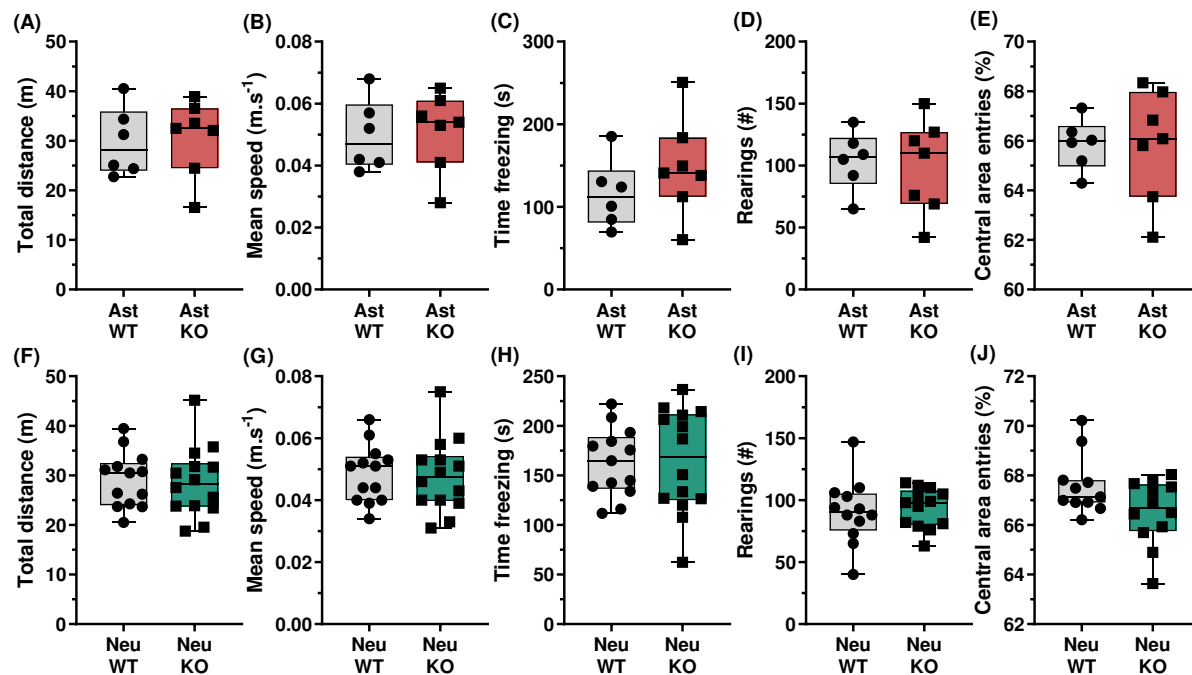 (A)
Total distance (m)
50
40
30
20
10
0
Ast
WT
Ast
KO
(B)
Mean speed (m.s⁻¹)
0.08
0.06
0.04
0.02
0.00
Ast
WT
Ast
KO
(C)
Time freezing (s)
300
200
100
0
Ast
WT
Ast
KO
(D)
Rearings (#)
200
150
100
50
0
Ast
WT
Ast
KO
(E)
Central area entries (%)
70
68
66
64
62
60
Ast
WT
Ast
KO
(F)
Total distance (m)
50
40
30
20
10
0
Neu
WT
Neu
KO
(G)
Mean speed (m.s⁻¹)
0.08
0.06
0.04
0.02
0.00
Neu
WT
Neu
KO
(H)
Time freezing (s)
250
200
150
100
50
0
Neu
WT
Neu
KO
(I)
Rearings (#)
200
150
100
50
0
Neu
WT
Neu
KO
(J)
Central area entries (%)
72
70
68
66
64
62
Neu
WT
Neu
KO